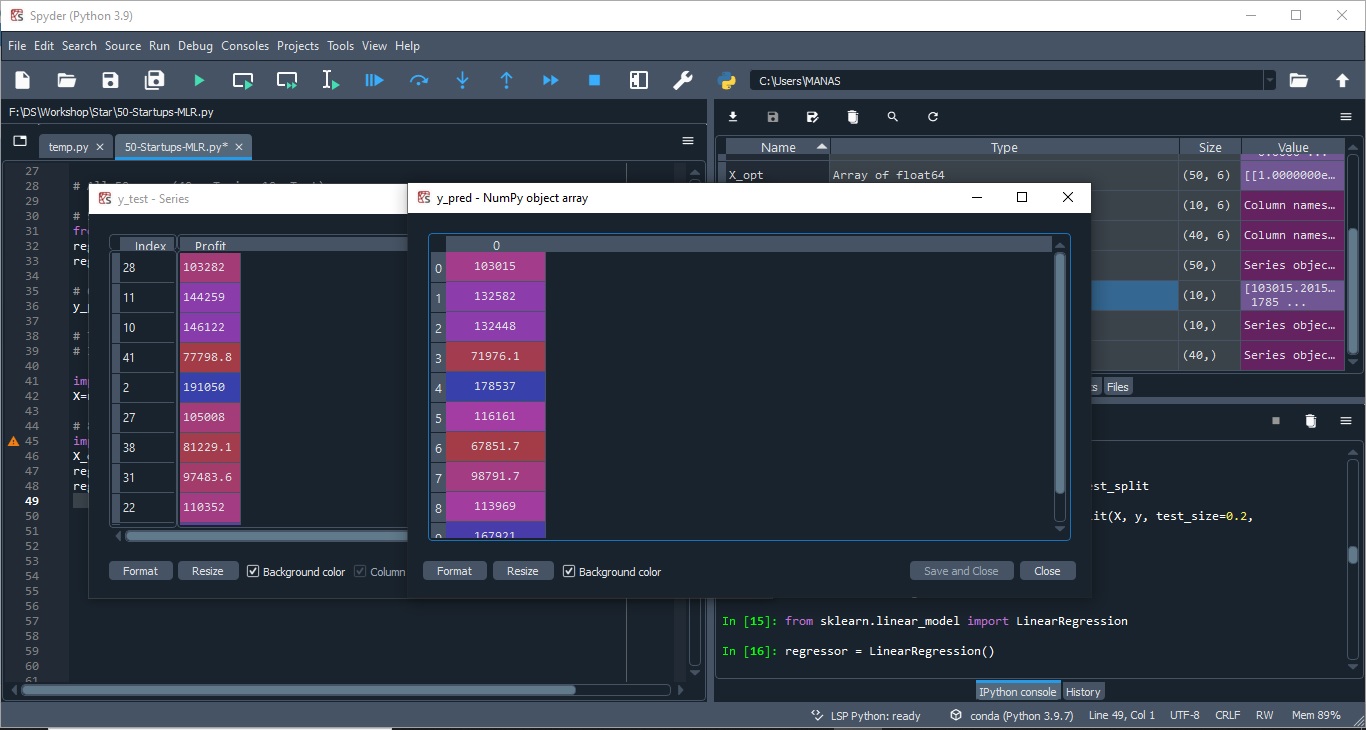 Spyder (Python 3.9)
File Edit Search Source Run Debug Consoles Projects Tools View Help
C:\Users\MANAS
F:\DS\Workshop\Star\50-Startups-MLR.py
temp.py
50-Startups-MLR.py*
27
28
29
30 #
31
32
33
34
35 #
36
37
38 #
39 #
40
41
42 X=
43
44 #
45
46
47
48
49
50
51
52
53
54
55
56
57
58
59
60
61
y_test - Series
Index Profit
28 103282
11 144259
10 146122
41 77798.8
2 191050
27 105008
38 81229.1
31 97483.6
22 110352
Format Resize Background color Column
y_pred - NumPy object array
0
0 103015
1 132582
2 132448
3 71976.1
4 178537
5 116161
6 67851.7
7 98791.7
8 113969
9 167921
Format Resize Background color Save and Close Close
Name Type Size Value
X_opt Array of float64 (50, 6) [[1.0000000e…
(10, 6) Column names…
(40, 6) Column names…
(50,) Series objec…
(10,) [103015.2015…
1785 ...
(10,) Series objec…
(40,) Series objec…
Files
est_split
it(X, y, test_size=0.2,
In [15]: from sklearn.linear_model import LinearRegression
In [16]: regressor = LinearRegression()
IPython console History
LSP Python: ready conda (Python 3.9.7) Line 49, Col 1 UTF-8 CRLF RW Mem 89%